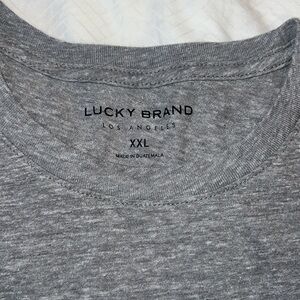 LUCKY BRAND
LOS ANGELES
XXL
MADE IN GUATEMALA